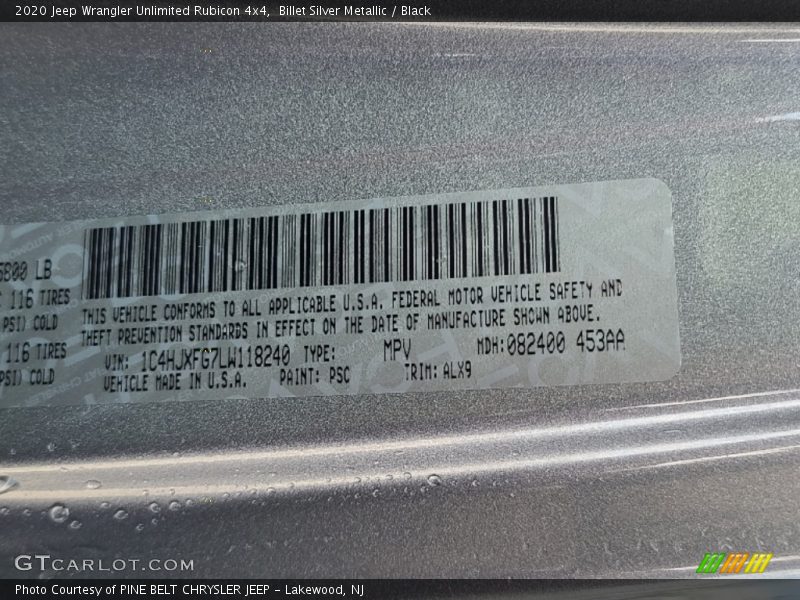 2020 Jeep Wrangler Unlimited Rubicon 4x4,  Billet Silver Metallic / Black
LB
116 TIRES
PSI) COLD
116 TIRES
PSI) COLD
THIS VEHICLE CONFORMS TO ALL APPLICABLE U.S.A. FEDERAL MOTOR VEHICLE SAFETY AND
THEFT PREVENTION STANDARDS IN EFFECT ON THE DATE OF MANUFACTURE SHOWN ABOVE.
VIN: 1C4HJXFG7LW118240 TYPE: MPV MDH:082400 453AA
VEHICLE MADE IN U.S.A. PAINT: PSC TRIM: ALX9
GTCARLOT.COM
Photo Courtesy of PINE BELT CHRYSLER JEEP – Lakewood, NJ